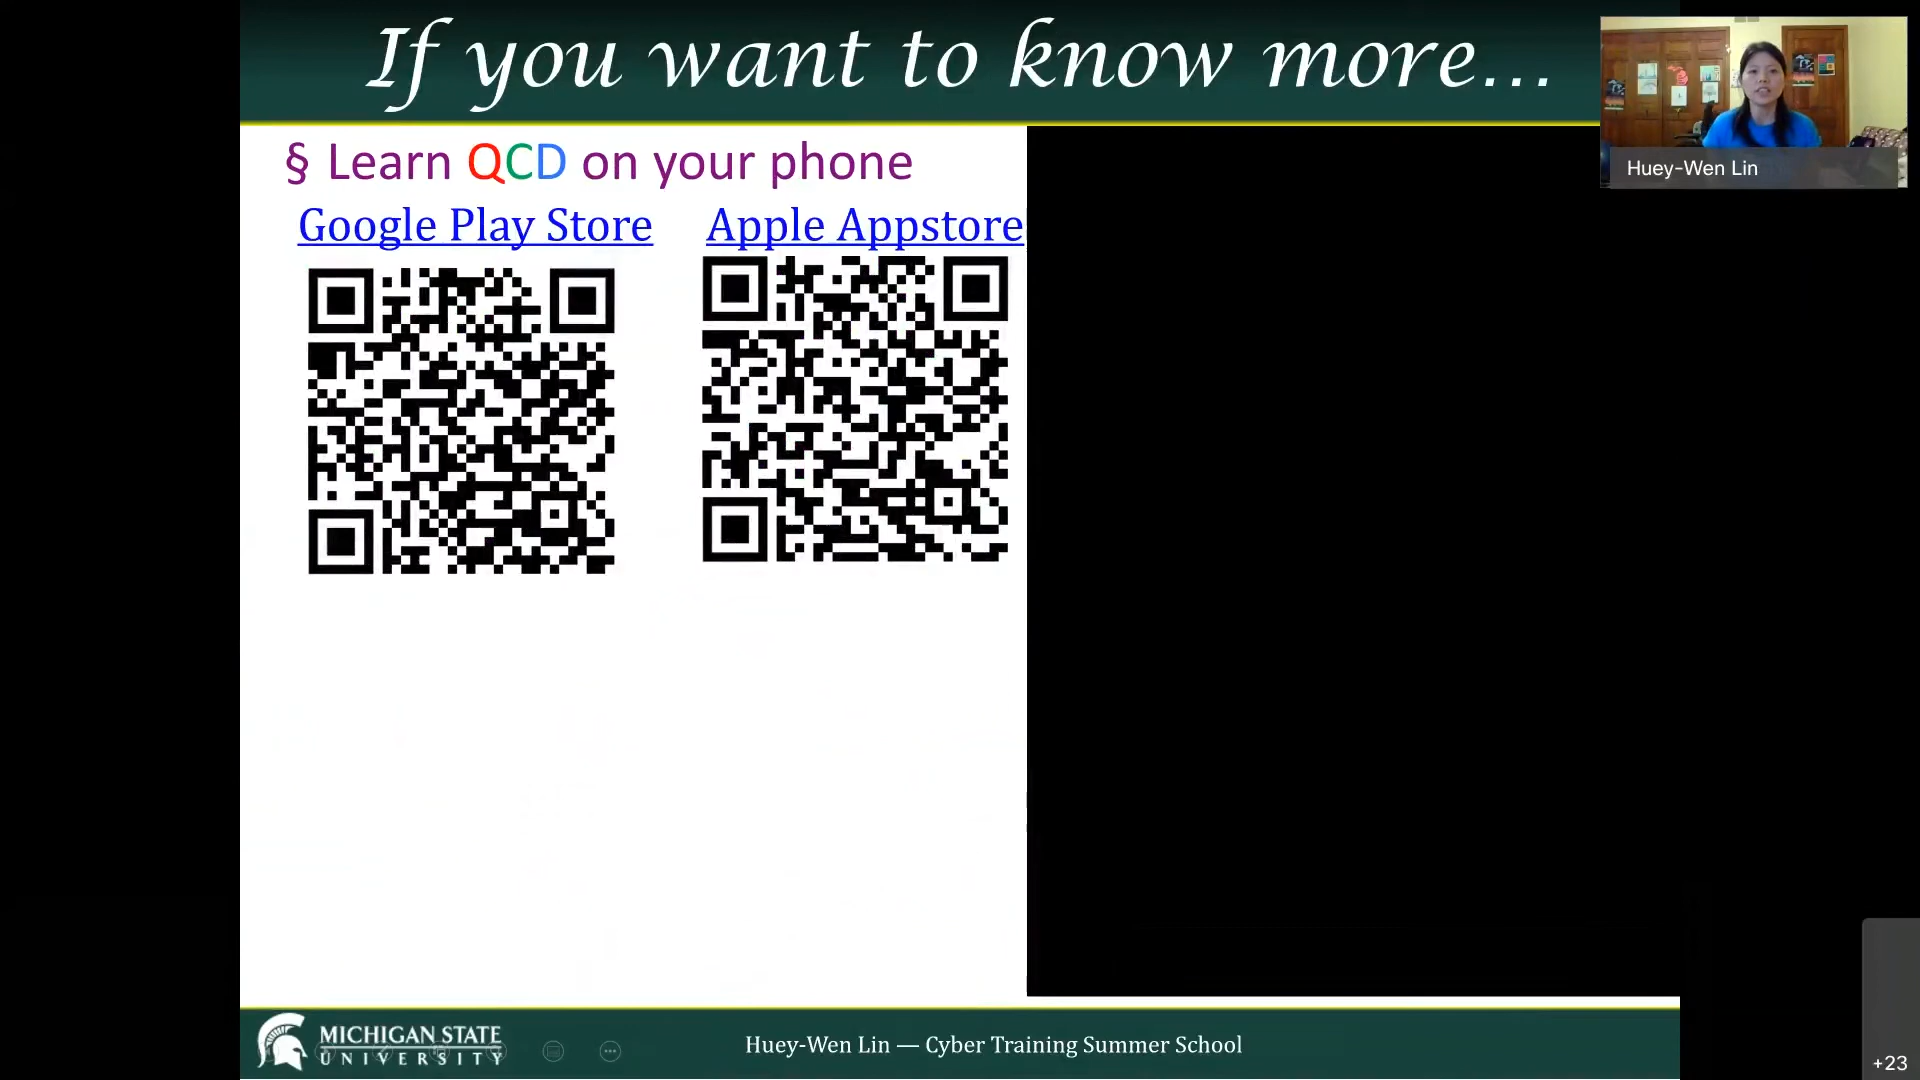 If you want to know more...
Huey-Wen Lin
§ Learn QCD on your phone
Google Play Store
Apple Appstore
MICHIGAN STATE
UNIVERSITY
Huey-Wen Lin — Cyber Training Summer School
+23